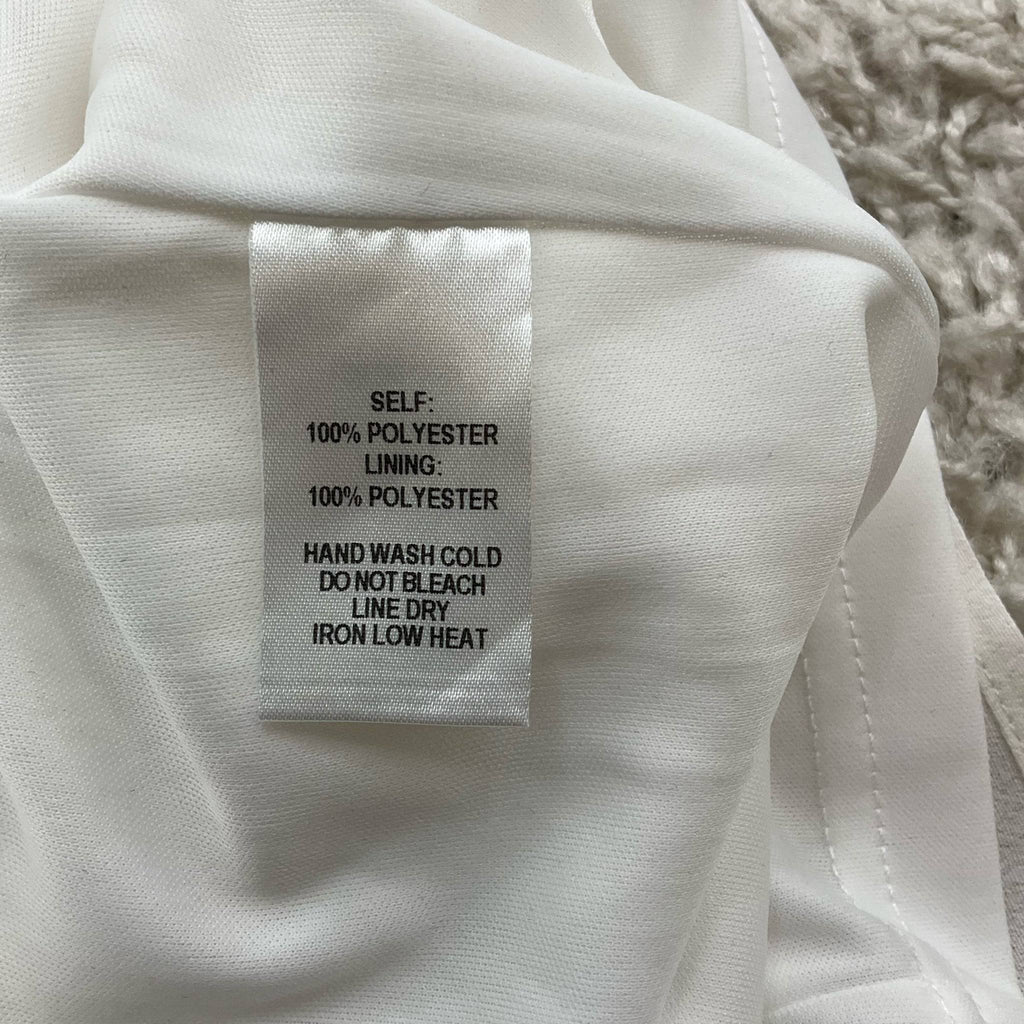 SELF:
100% POLYESTER
LINING:
100% POLYESTER
HAND WASH COLD
DO NOT BLEACH
LINE DRY
IRON LOW HEAT